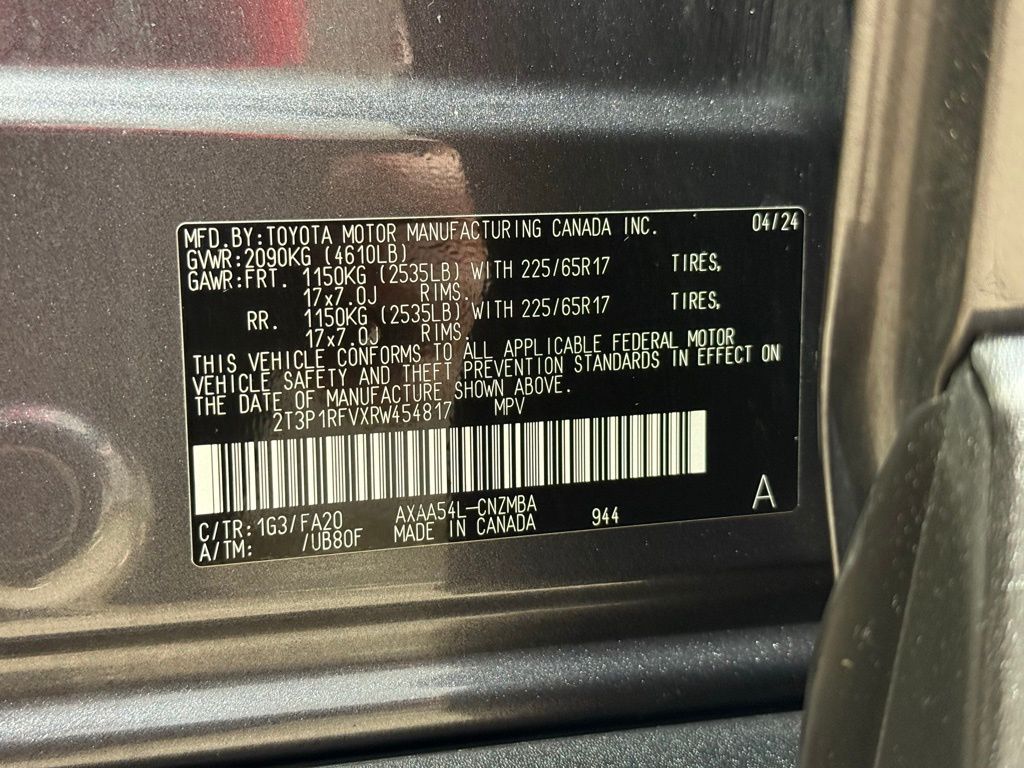 MFD.BY:TOYOTA MOTOR MANUFACTURING CANADA INC. 04/24
GVWR:2090KG (4610LB)
GAWR:FRT. 1150KG (2535LB) WITH 225/65R17 TIRES,
17x7.0J RIMS.
RR. 1150KG (2535LB) WITH 225/65R17 TIRES,
17x7.0J RIMS.
THIS VEHICLE CONFORMS TO ALL APPLICABLE FEDERAL MOTOR
VEHICLE SAFETY AND THEFT PREVENTION STANDARDS IN EFFECT ON
THE DATE OF MANUFACTURE SHOWN ABOVE.
2T3P1RFVXRW454817 MPV
C/TR: 1G3/FA20 AXAA54L-CNZMBA 944 A
A/TM: /UB80F MADE IN CANADA